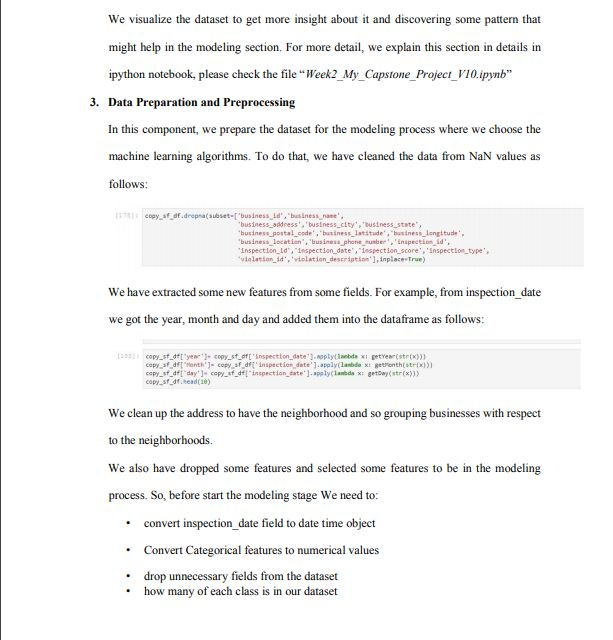 We visualize the dataset to get more insight about it and discovering some pattern that
might help in the modeling section. For more detail, we explain this section in details in
ipython notebook, please check the file “Week2_My_Capstone_Project_V10.ipynb”
3. Data Preparation and Preprocessing
In this component, we prepare the dataset for the modeling process where we choose the
machine learning algorithms. To do that, we have cleaned the data from NaN values as
follows:
[178]: copy_sf_df.dropna(subset=['business_id','business_name',
'business_address','business_city','business_state',
'business_postal_code','business_latitude','business_longitude',
'business_location','business_phone_number','inspection_id',
'inspection_id','inspection_date','inspection_score','inspection_type',
'violation_id','violation_description'],inplace=True)
We have extracted some new features from some fields. For example, from inspection_date
we got the year, month and day and added them into the dataframe as follows:
copy_sf_df['year']= copy_sf_df['inspection_date'].apply(lambda x: getYear(str(x)))
copy_sf_df['Month']= copy_sf_df['inspection_date'].apply(lambda x: getMonth(str(x)))
copy_sf_df['day']= copy_sf_df['inspection_date'].apply(lambda x: getDay(str(x)))
copy_sf_df.head(10)
We clean up the address to have the neighborhood and so grouping businesses with respect
to the neighborhoods.
We also have dropped some features and selected some features to be in the modeling
process. So, before start the modeling stage We need to:
• convert inspection_date field to date time object
• Convert Categorical features to numerical values
• drop unnecessary fields from the dataset
• how many of each class is in our dataset